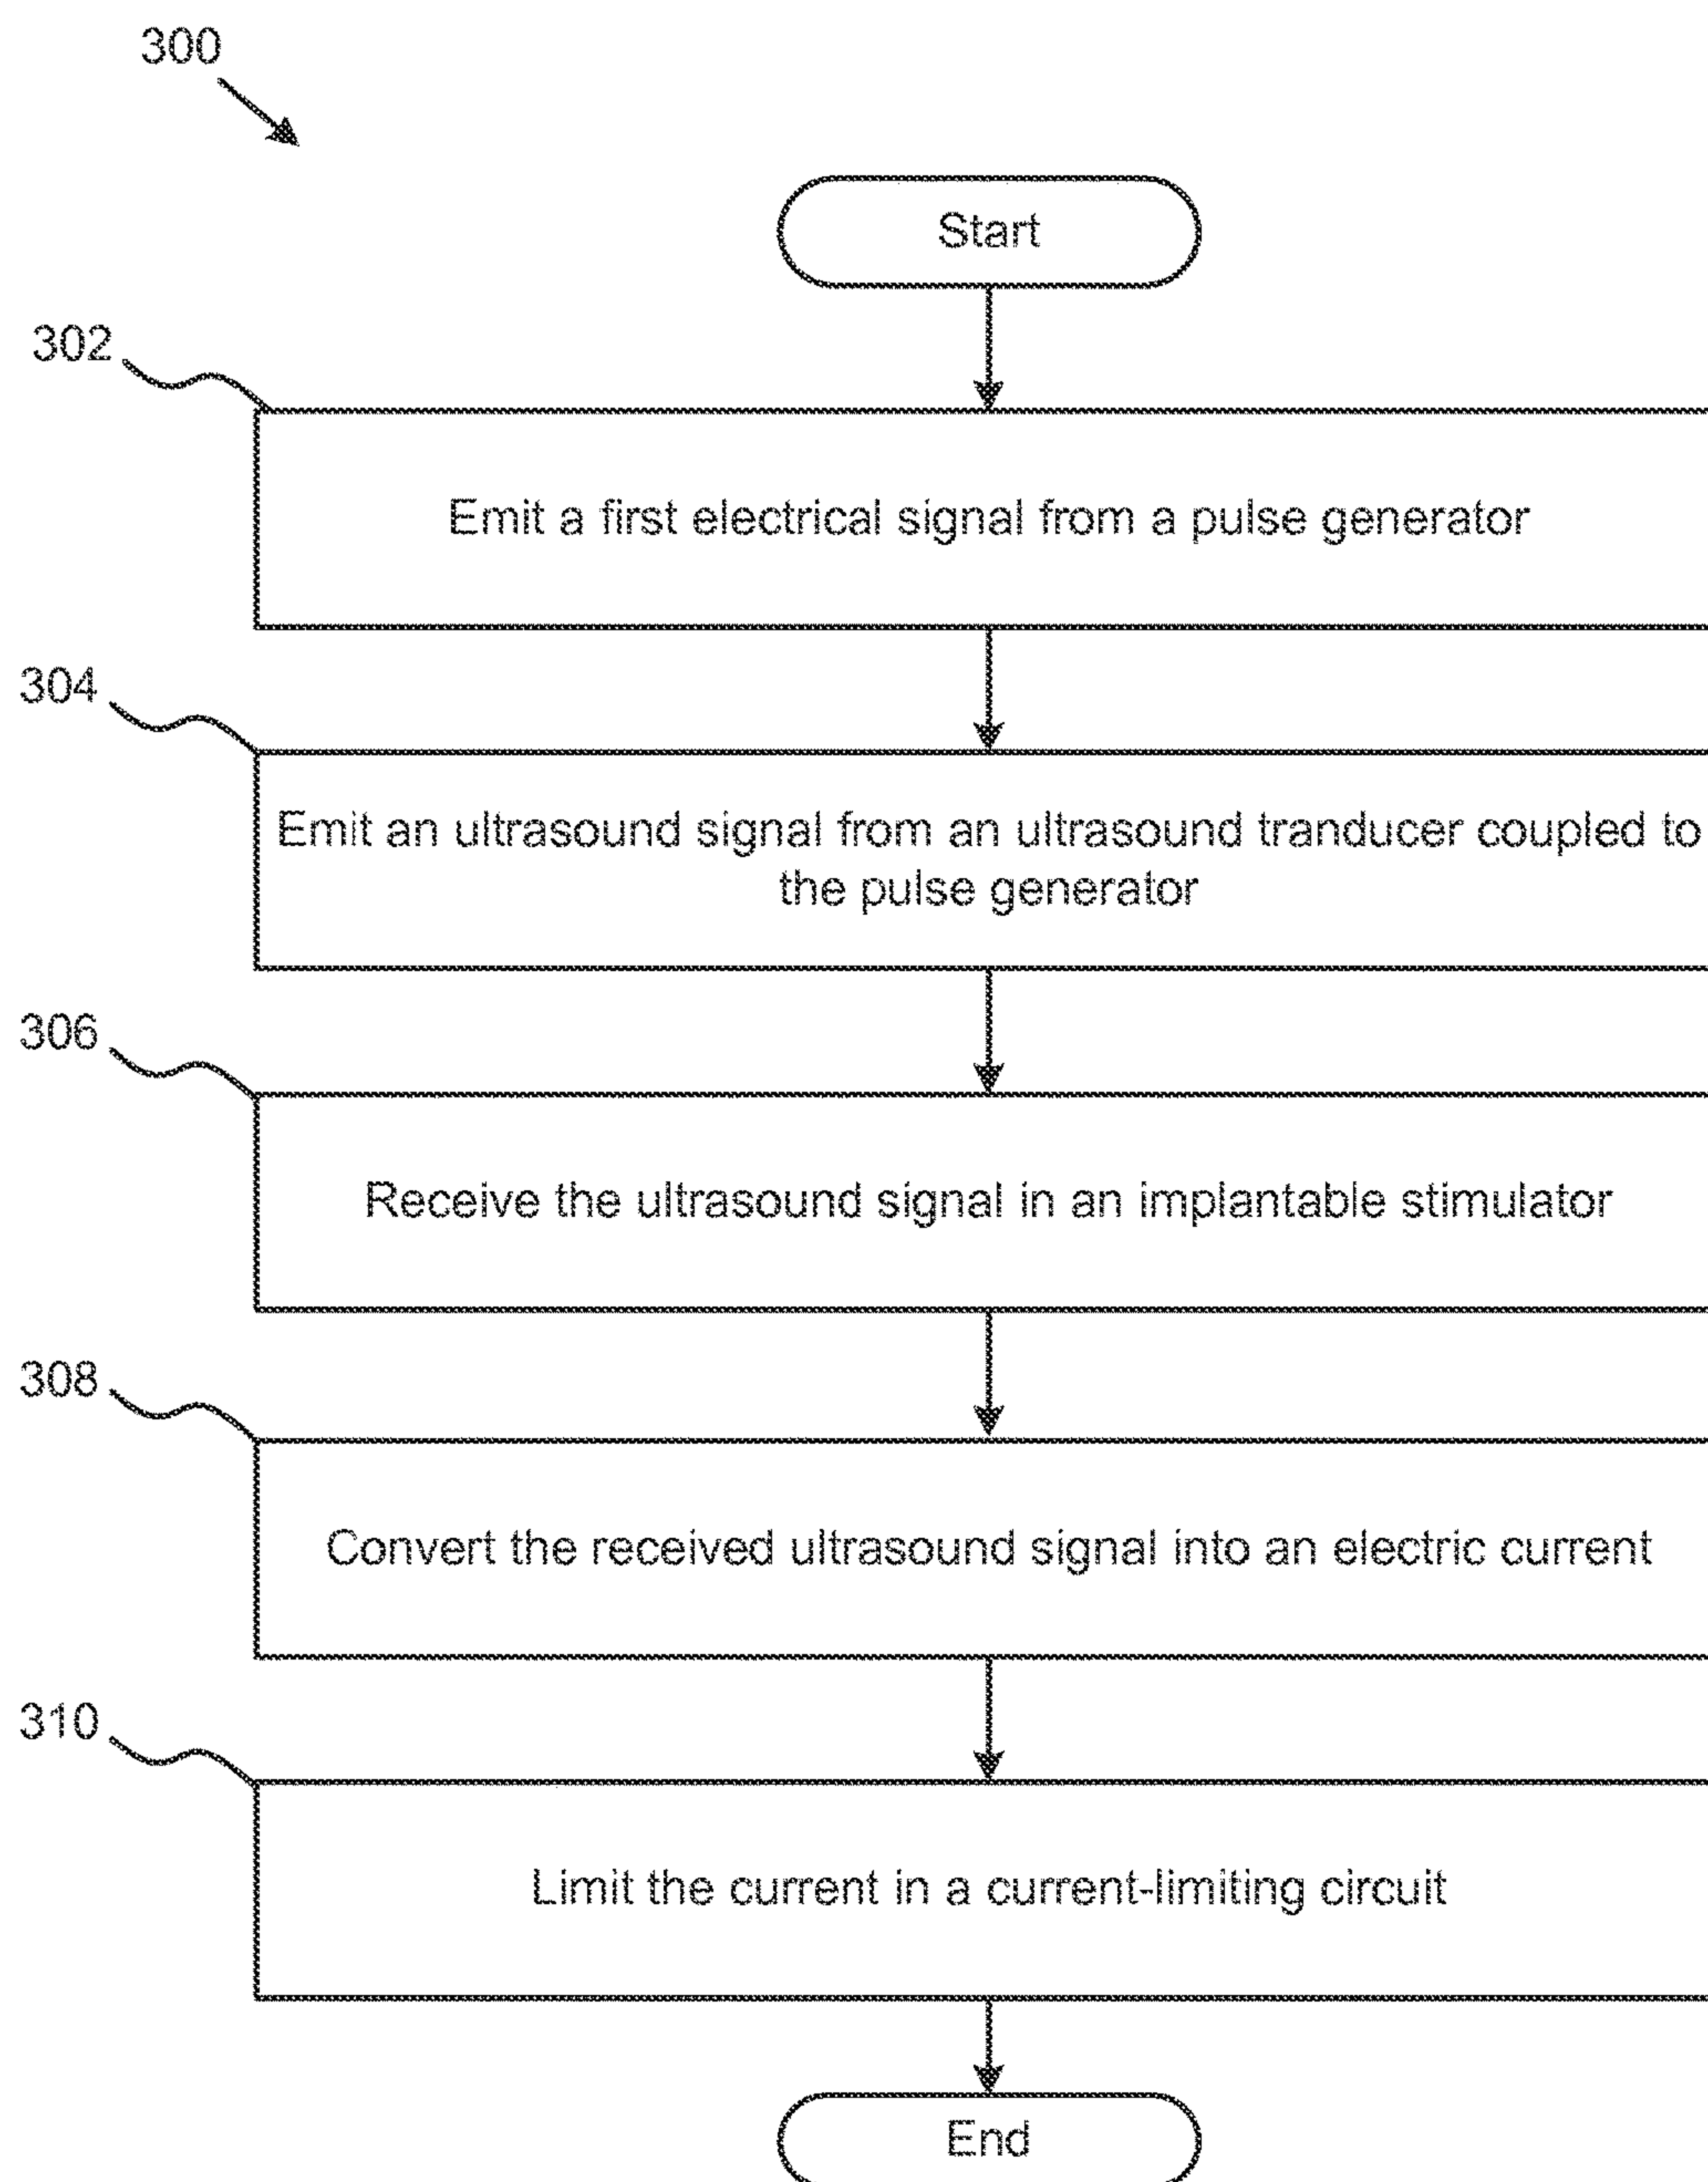 300
Start
302
Emit a first electrical signal from a pulse generator
304
Emit an ultrasound signal from an ultrasound tranducer coupled to
the pulse generator
306
Receive the ultrasound signal in an implantable stimulator
308
Convert the received ultrasound signal into an electric current
310
Limit the current in a current-limiting circuit
End